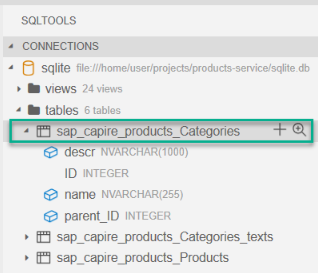 SQLTOOLS
CONNECTIONS
sqlite file:///home/user/projects/products-service/sqlite.db
views 24 views
tables 6 tables
sap_capire_products_Categories
descr NVARCHAR(1000)
ID INTEGER
name NVARCHAR(255)
parent_ID INTEGER
sap_capire_products_Categories_texts
sap_capire_products_Products